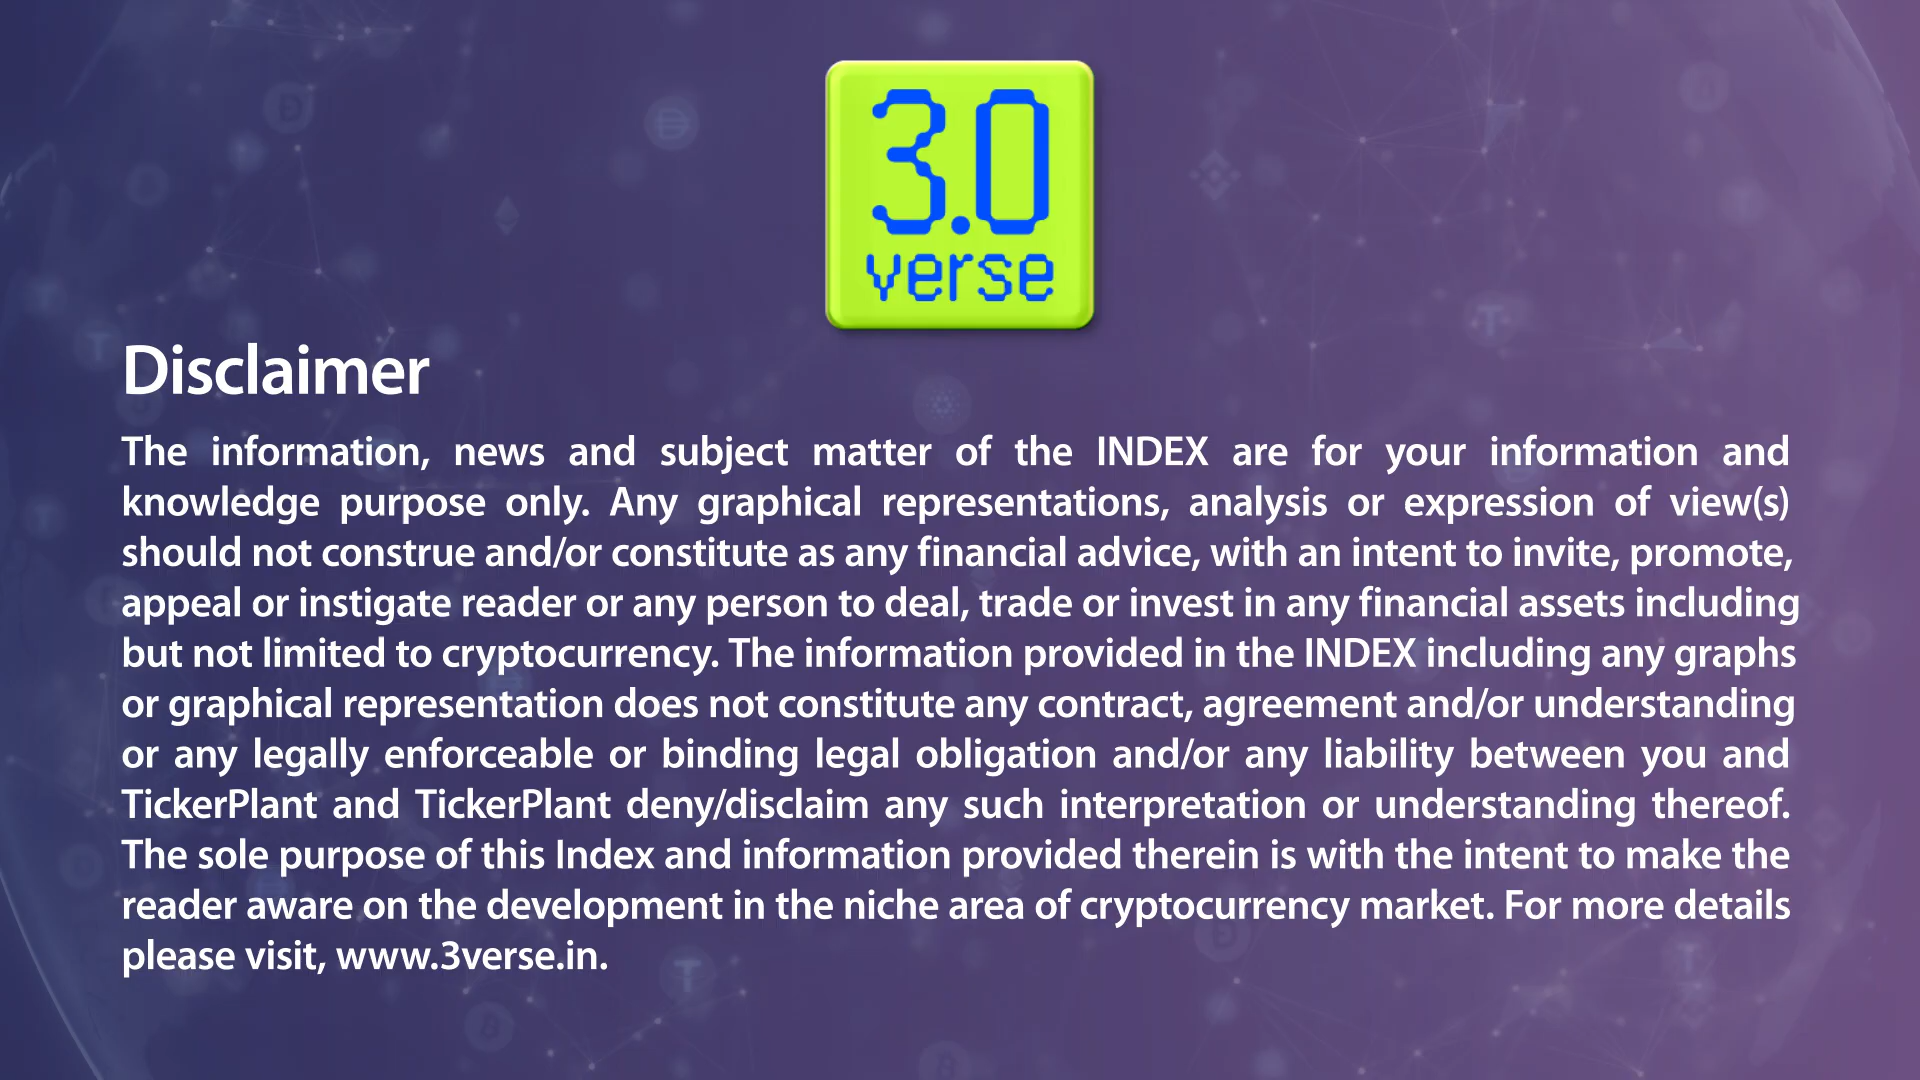 3.0
verse
Disclaimer
The information, news and subject matter of the INDEX are for your information and
knowledge purpose only. Any graphical representations, analysis or expression of view(s)
should not construe and/or constitute as any financial advice, with an intent to invite, promote,
appeal or instigate reader or any person to deal, trade or invest in any financial assets including
but not limited to cryptocurrency. The information provided in the INDEX including any graphs
or graphical representation does not constitute any contract, agreement and/or understanding
or any legally enforceable or binding legal obligation and/or any liability between you and
TickerPlant and TickerPlant deny/disclaim any such interpretation or understanding thereof.
The sole purpose of this Index and information provided therein is with the intent to make the
reader aware on the development in the niche area of cryptocurrency market. For more details
please visit, www.3verse.in.